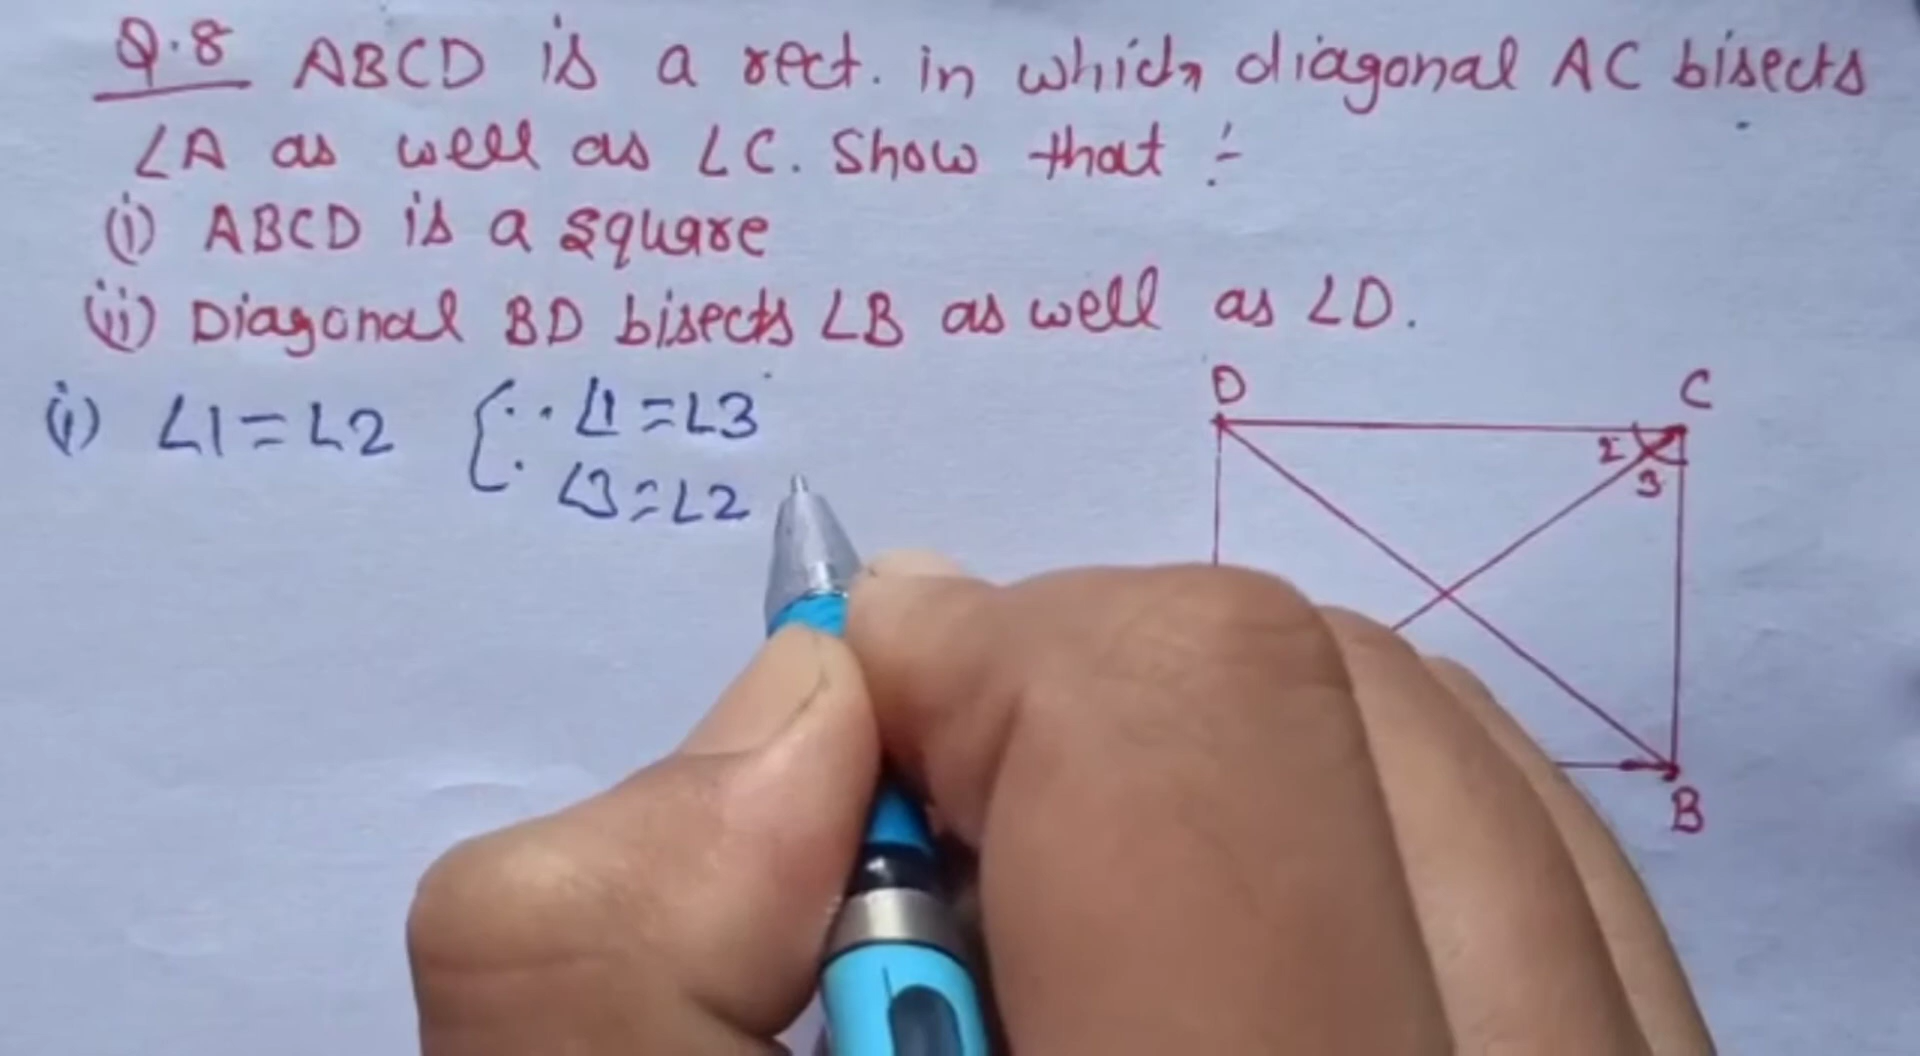 Q.8 ABCD is a rect. in which diagonal AC bisects
∠A as well as ∠C. Show that :-
(i) ABCD is a square
(ii) Diagonal BD bisects ∠B as well as ∠D.
(i) ∠1=∠2 [∵ ∠1=∠3
∠3=∠2
D
C
2
3
B